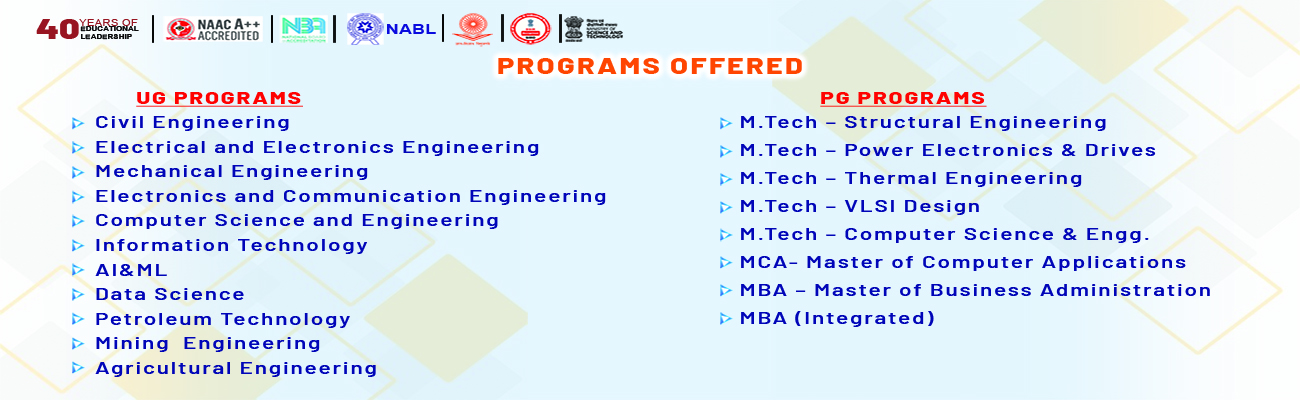 40 YEARS OF
EDUCATIONAL
LEADERSHIP
NAAC A++
ACCREDITED
NBA
NABL
PROGRAMS OFFERED
UG PROGRAMS
Civil Engineering
Electrical and Electronics Engineering
Mechanical Engineering
Electronics and Communication Engineering
Computer Science and Engineering
Information Technology
AI&ML
Data Science
Petroleum Technology
Mining Engineering
Agricultural Engineering
PG PROGRAMS
M.Tech – Structural Engineering
M.Tech – Power Electronics & Drives
M.Tech – Thermal Engineering
M.Tech – VLSI Design
M.Tech – Computer Science & Engg.
MCA- Master of Computer Applications
MBA – Master of Business Administration
MBA (Integrated)